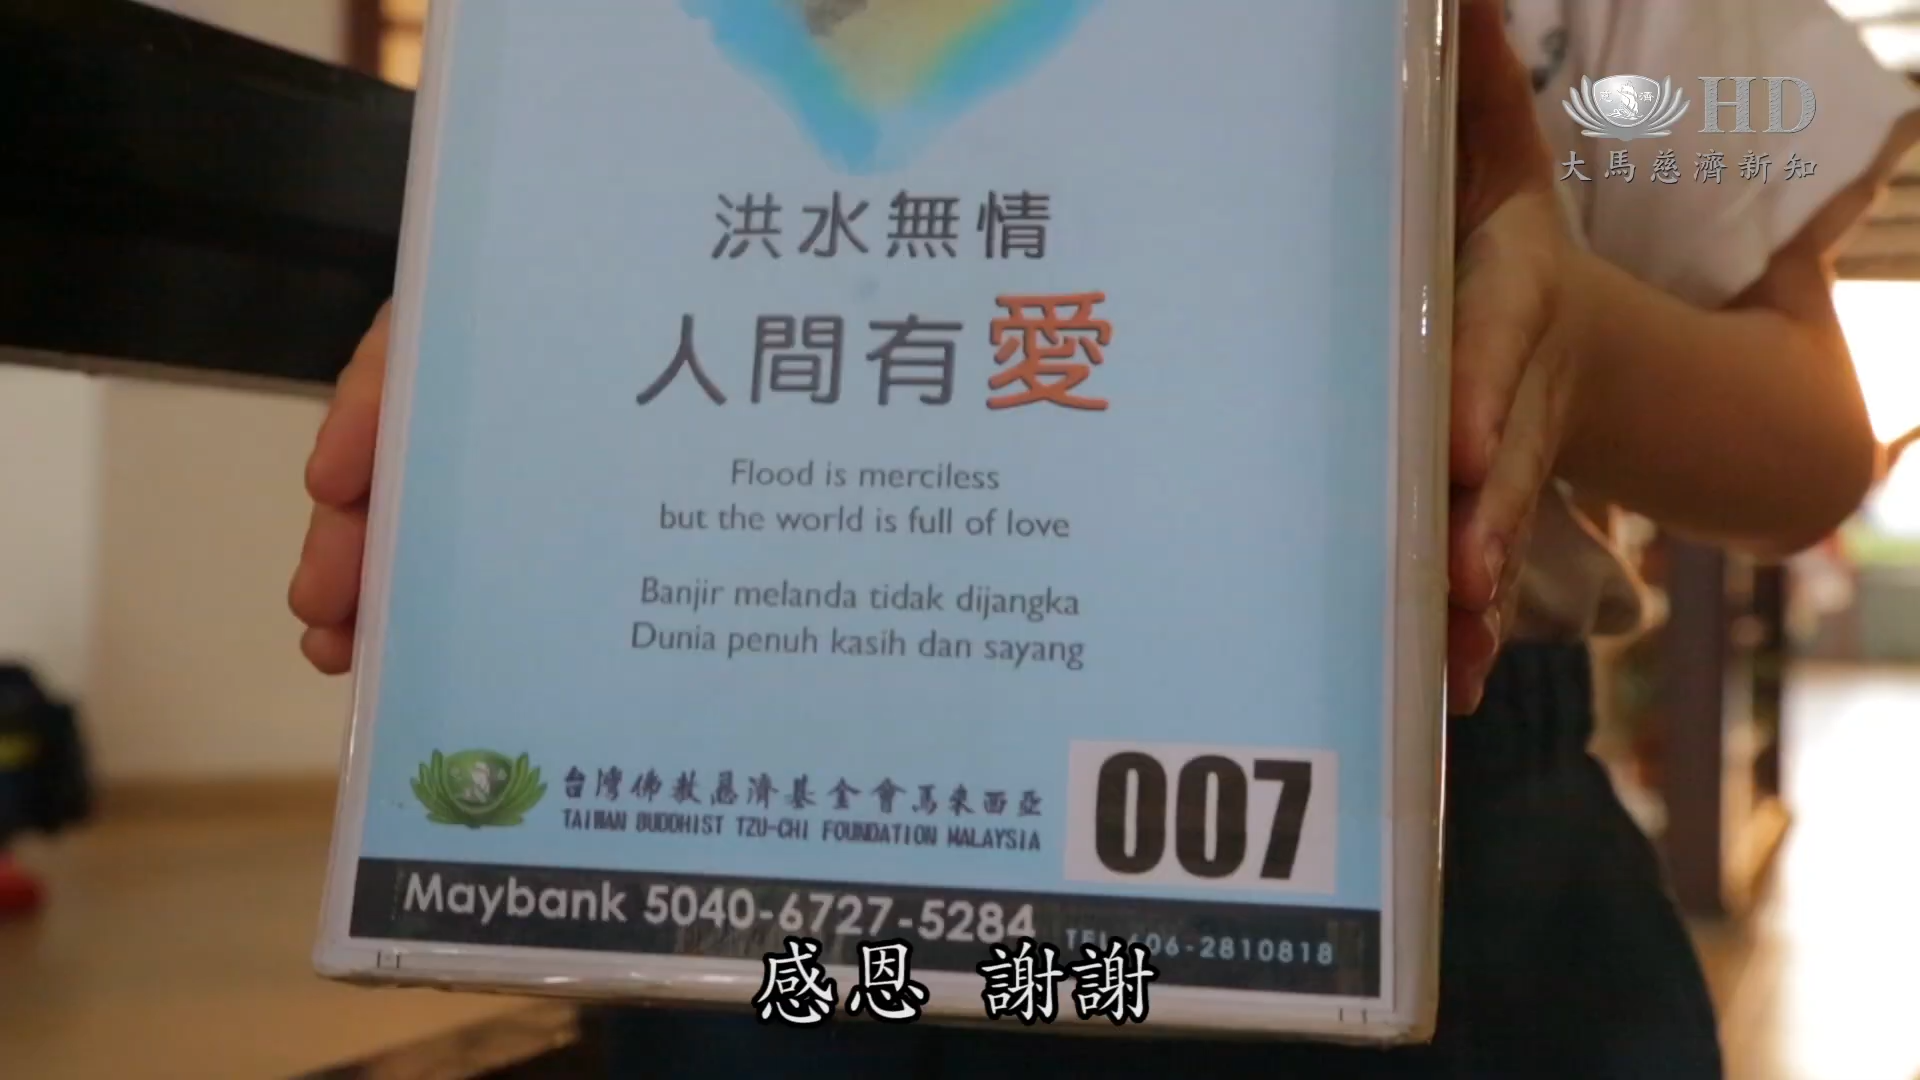 HD
大馬慈濟新知
洪水無情
人間有愛
Flood is merciless
but the world is full of love
Banjir melanda tidak dijangka
Dunia penuh kasih dan sayang
台灣佛教慈濟基金會馬來西亞
TAIWAN BUDDHIST TZU-CHI FOUNDATION MALAYSIA
007
Maybank 5040-6727-5284
TEL 606-2810818
感恩 謝謝